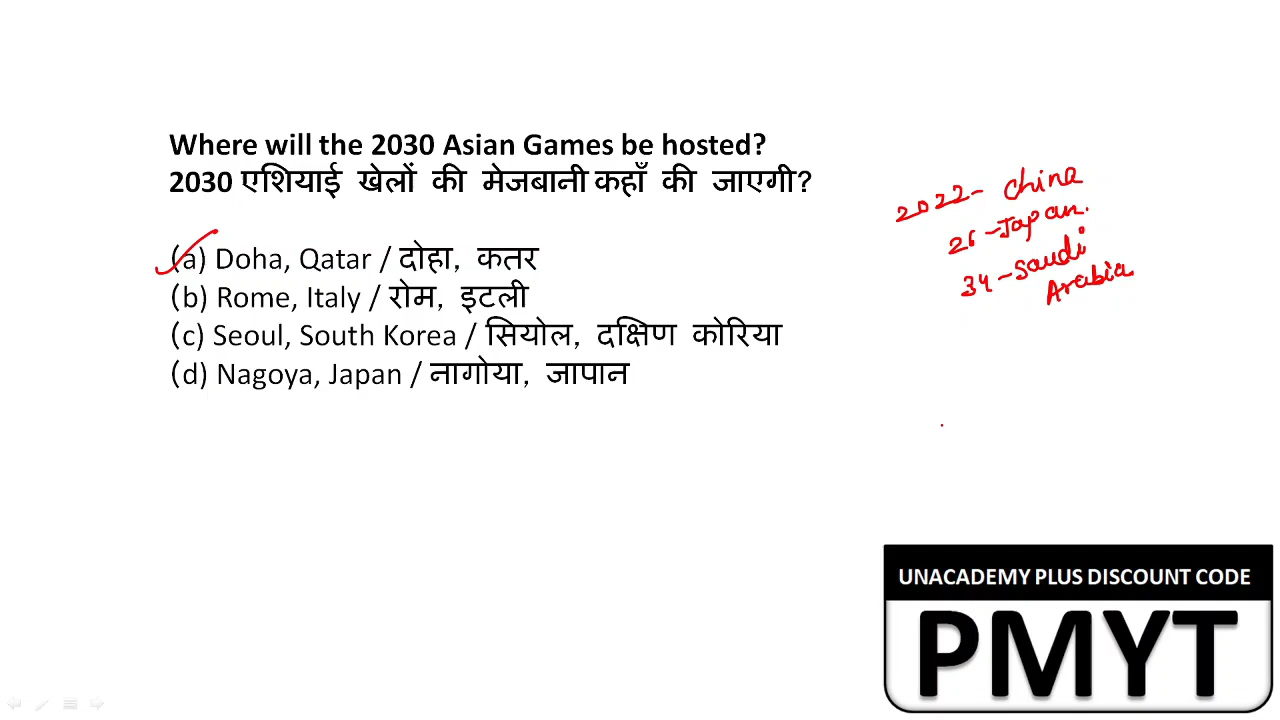 Where will the 2030 Asian Games be hosted?
2030 एशियाई खेलों की मेजबानी कहाँ की जाएगी?
(a) Doha, Qatar / दोहा, कतर
(b) Rome, Italy / रोम, इटली
(c) Seoul, South Korea / सियोल, दक्षिण कोरिया
(d) Nagoya, Japan / नागोया, जापान
2022- China
26 -Japan.
34 -Saudi
Arabia
UNACADEMY PLUS DISCOUNT CODE
PMYT